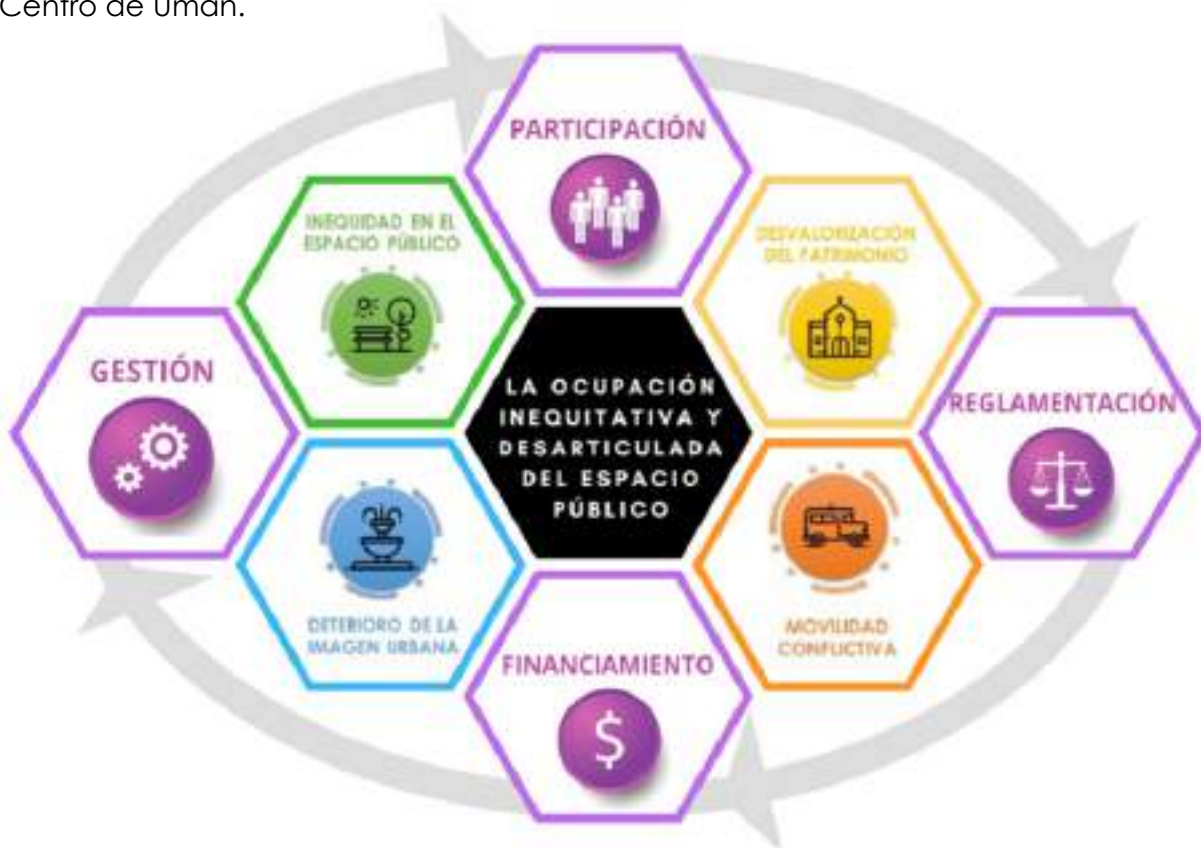 Centro de Umán.
PARTICIPACIÓN
INEQUIDAD EN EL
ESPACIO PÚBLICO
DESVALORIZACIÓN
DEL PATRIMONIO
GESTIÓN
LA OCUPACIÓN
INEQUITATIVA Y
DESARTICULADA
DEL ESPACIO
PÚBLICO
REGLAMENTACIÓN
DETERIORO DE LA
IMAGEN URBANA
MOVILIDAD
CONFLICTIVA
FINANCIAMIENTO
$